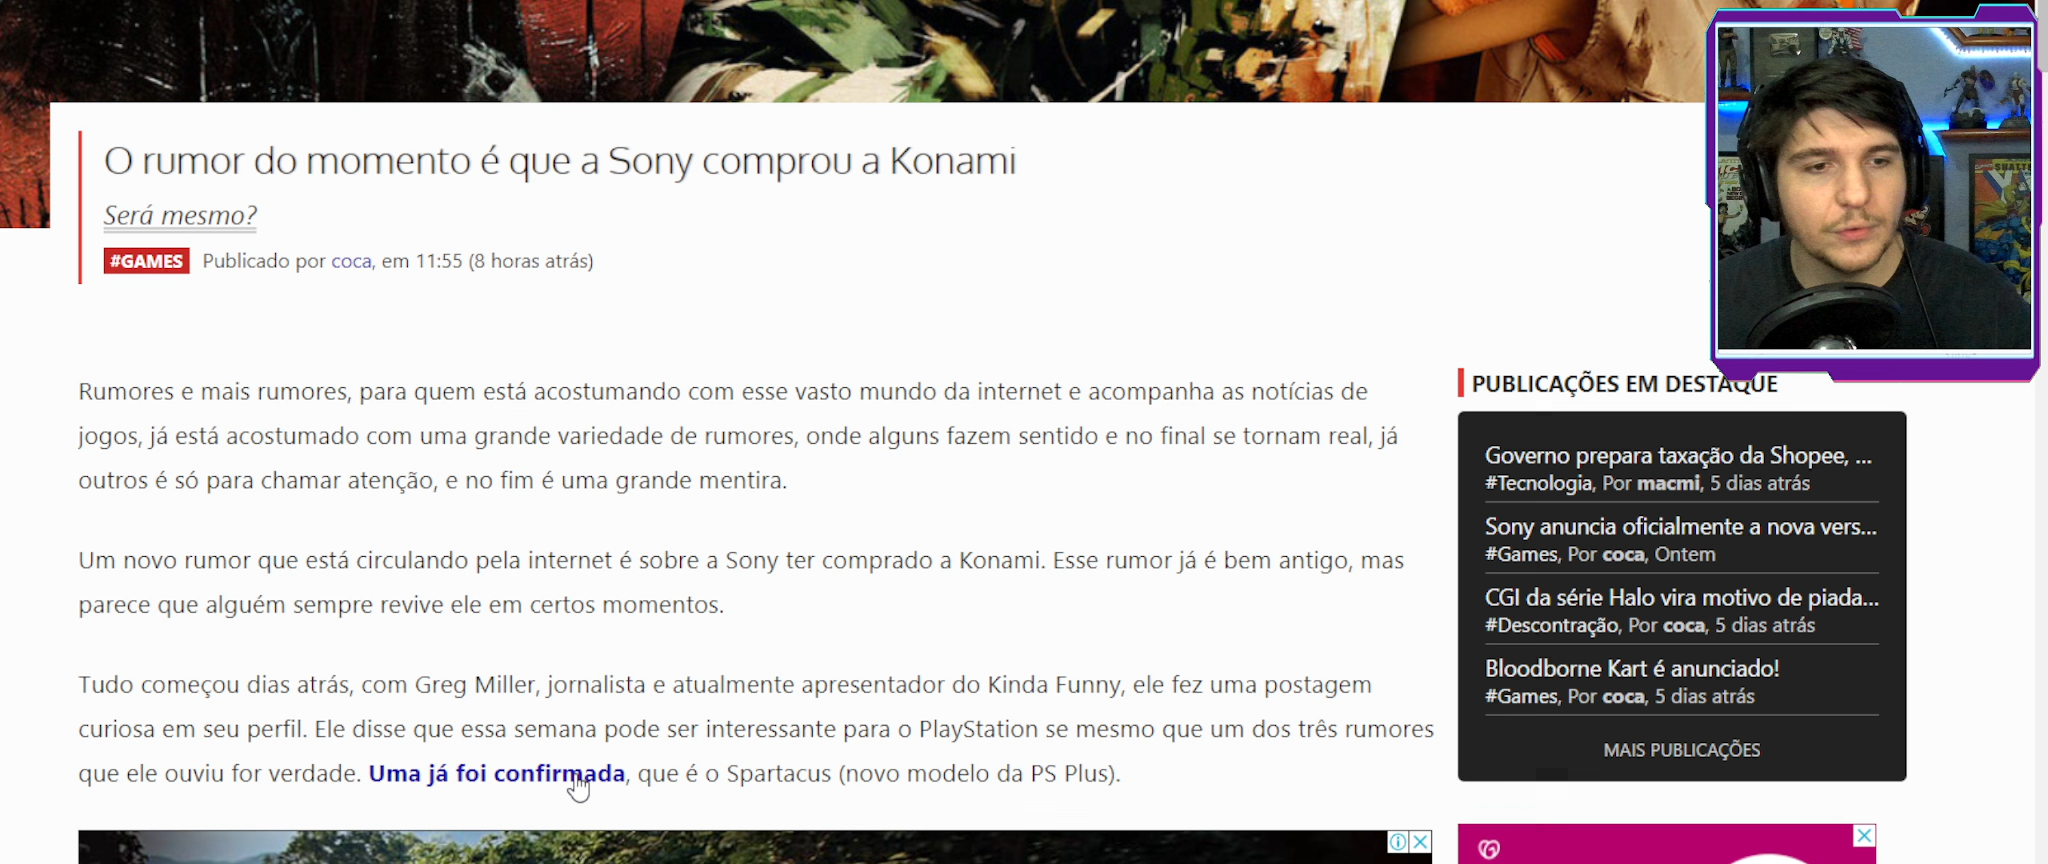 O rumor do momento é que a Sony comprou a Konami
Será mesmo?
#GAMES Publicado por coca, em 11:55 (8 horas atrás)
Rumores e mais rumores, para quem está acostumando com esse vasto mundo da internet e acompanha as notícias de
jogos, já está acostumado com uma grande variedade de rumores, onde alguns fazem sentido e no final se tornam real, já
outros é só para chamar atenção, e no fim é uma grande mentira.
Um novo rumor que está circulando pela internet é sobre a Sony ter comprado a Konami. Esse rumor já é bem antigo, mas
parece que alguém sempre revive ele em certos momentos.
Tudo começou dias atrás, com Greg Miller, jornalista e atualmente apresentador do Kinda Funny, ele fez uma postagem
curiosa em seu perfil. Ele disse que essa semana pode ser interessante para o PlayStation se mesmo que um dos três rumores
que ele ouviu for verdade. Uma já foi confirmada, que é o Spartacus (novo modelo da PS Plus).
PUBLICAÇÕES EM DESTAQUE
Governo prepara taxação da Shopee, ...
#Tecnologia, Por macmi, 5 dias atrás
Sony anuncia oficialmente a nova vers...
#Games, Por coca, Ontem
CGI da série Halo vira motivo de piada...
#Descontração, Por coca, 5 dias atrás
Bloodborne Kart é anunciado!
#Games, Por coca, 5 dias atrás
MAIS PUBLICAÇÕES